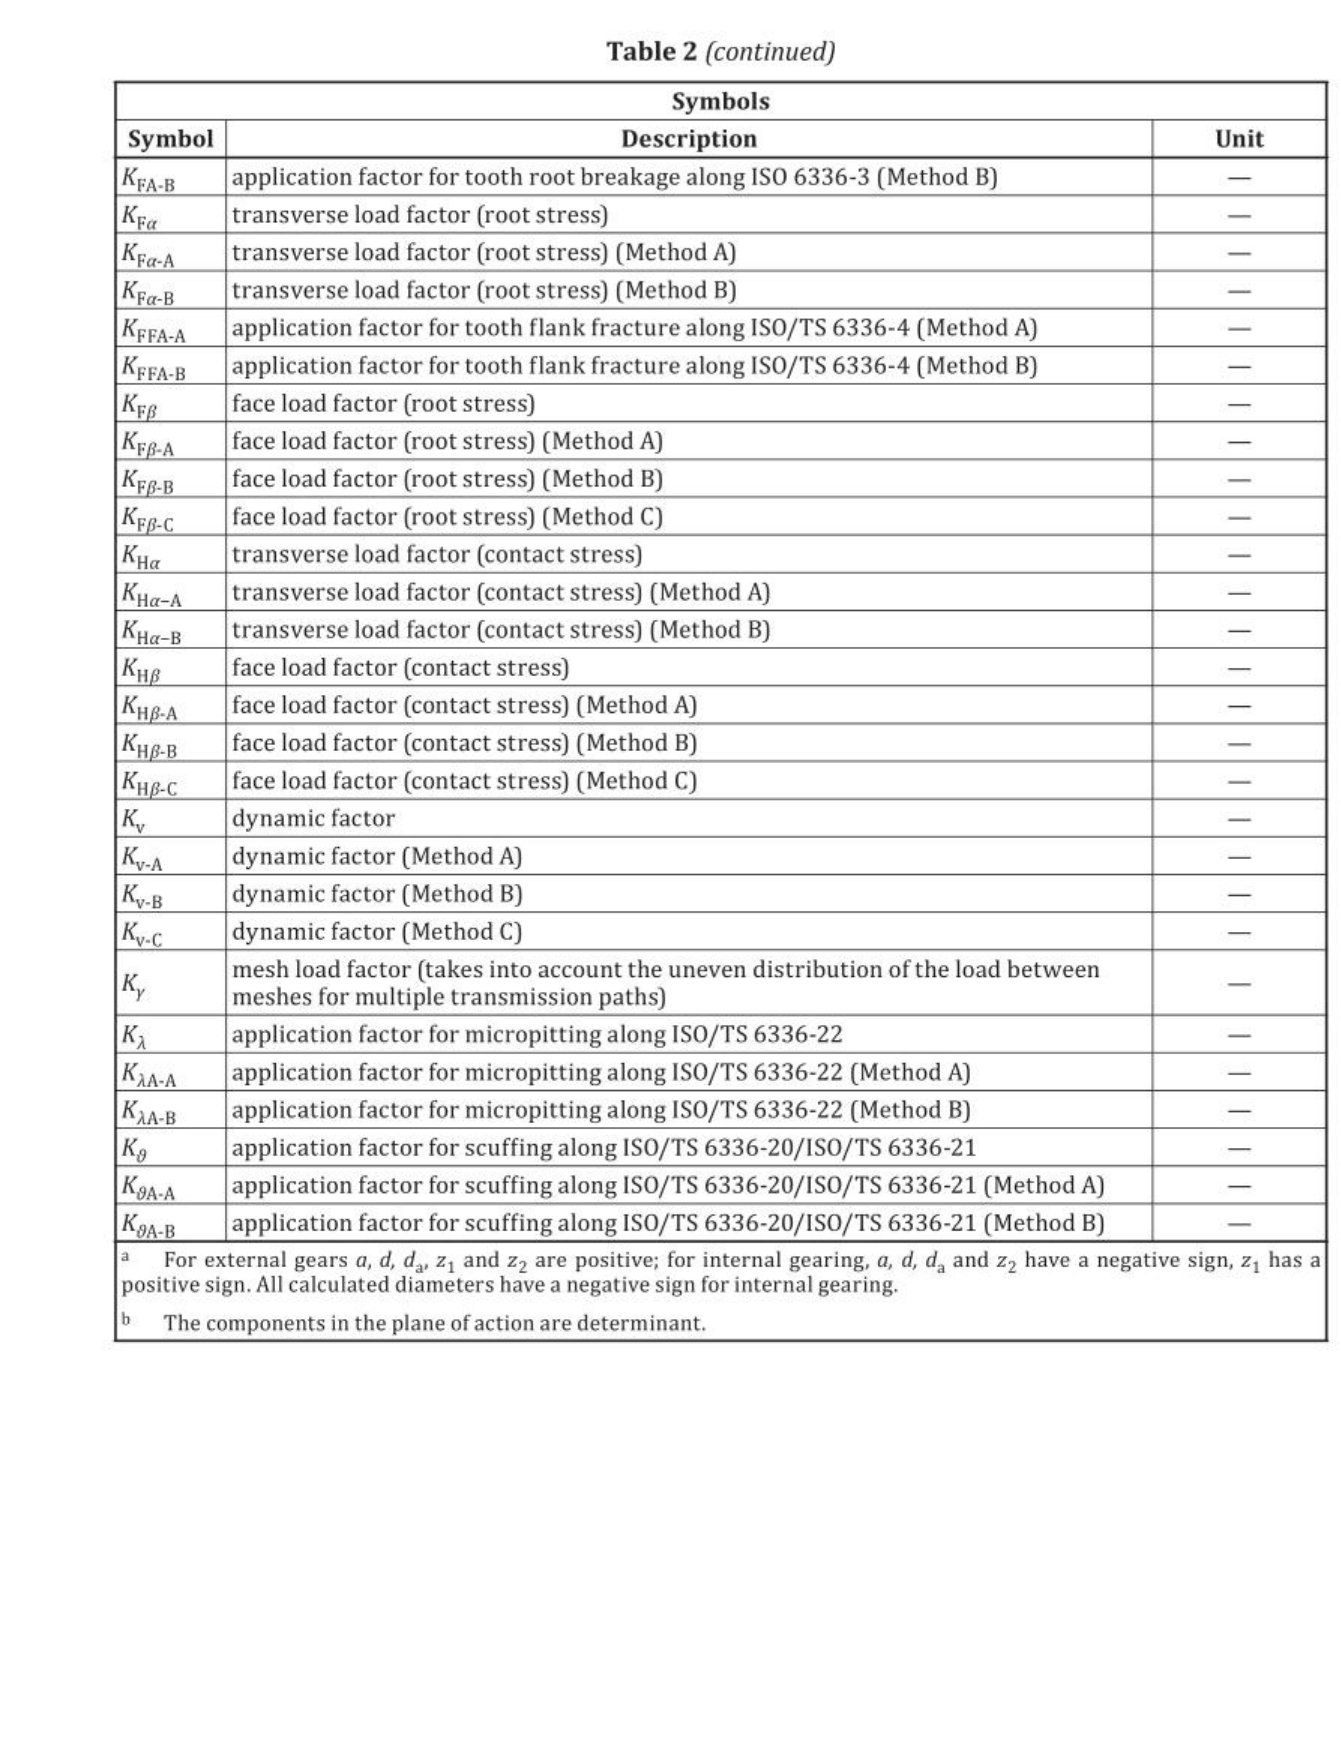 Table 2 (continued)
Symbols
Symbol Description Unit
K_FA-B application factor for tooth root breakage along ISO 6336-3 (Method B) —
K_Fα transverse load factor (root stress) —
K_Fα-A transverse load factor (root stress) (Method A) —
K_Fα-B transverse load factor (root stress) (Method B) —
K_FFA-A application factor for tooth flank fracture along ISO/TS 6336-4 (Method A) —
K_FFA-B application factor for tooth flank fracture along ISO/TS 6336-4 (Method B) —
K_Fβ face load factor (root stress) —
K_Fβ-A face load factor (root stress) (Method A) —
K_Fβ-B face load factor (root stress) (Method B) —
K_Fβ-C face load factor (root stress) (Method C) —
K_Hα transverse load factor (contact stress) —
K_Hα–A transverse load factor (contact stress) (Method A) —
K_Hα–B transverse load factor (contact stress) (Method B) —
K_Hβ face load factor (contact stress) —
K_Hβ-A face load factor (contact stress) (Method A) —
K_Hβ-B face load factor (contact stress) (Method B) —
K_Hβ-C face load factor (contact stress) (Method C) —
K_v dynamic factor —
K_v-A dynamic factor (Method A) —
K_v-B dynamic factor (Method B) —
K_v-C dynamic factor (Method C) —
K_γ mesh load factor (takes into account the uneven distribution of the load between
meshes for multiple transmission paths) —
K_λ application factor for micropitting along ISO/TS 6336-22 —
K_λA-A application factor for micropitting along ISO/TS 6336-22 (Method A) —
K_λA-B application factor for micropitting along ISO/TS 6336-22 (Method B) —
K_ϑ application factor for scuffing along ISO/TS 6336-20/ISO/TS 6336-21 —
K_ϑA-A application factor for scuffing along ISO/TS 6336-20/ISO/TS 6336-21 (Method A) —
K_ϑA-B application factor for scuffing along ISO/TS 6336-20/ISO/TS 6336-21 (Method B) —
a For external gears a, d, d_a, z_1 and z_2 are positive; for internal gearing, a, d, d_a and z_2 have a negative sign, z_1 has a
positive sign. All calculated diameters have a negative sign for internal gearing.
b The components in the plane of action are determinant.